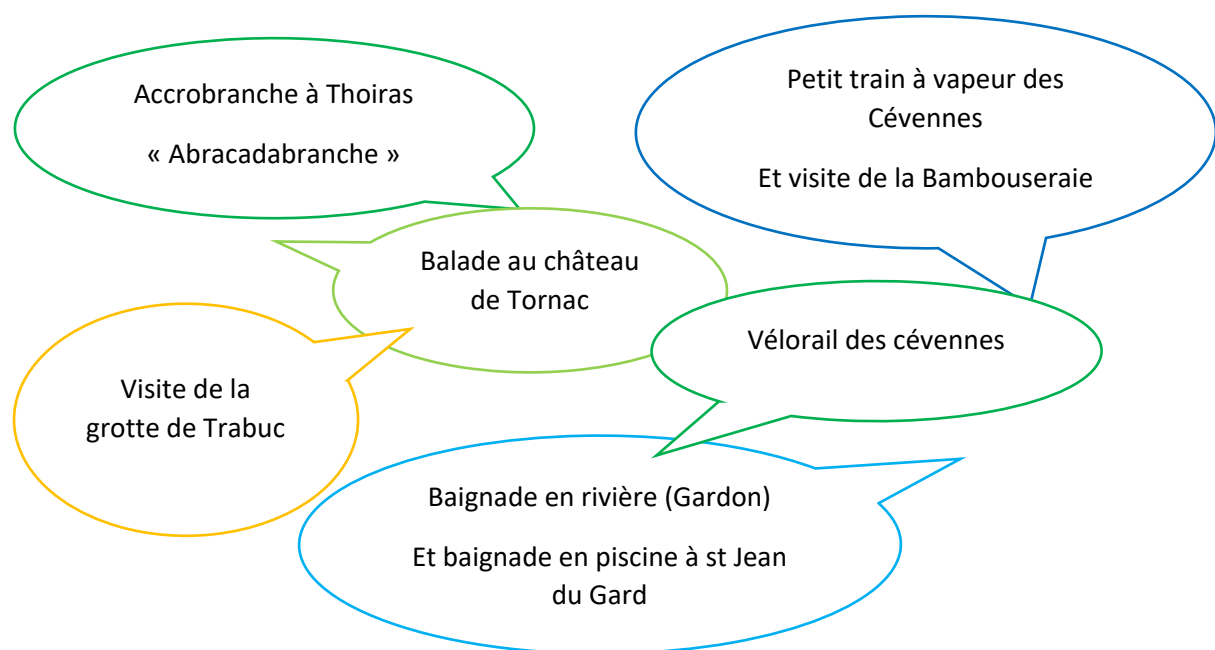 Accrobranche à Thoiras
« Abracadabranche »
Petit train à vapeur des
Cévennes
Et visite de la Bambouseraie
Balade au château
de Tornac
Vélorail des cévennes
Visite de la
grotte de Trabuc
Baignade en rivière (Gardon)
Et baignade en piscine à st Jean
du Gard